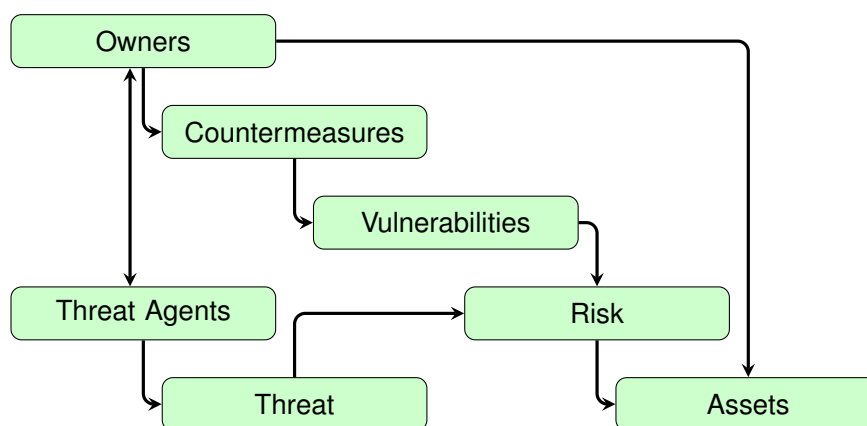 Owners
Countermeasures
Vulnerabilities
Threat Agents
Risk
Threat
Assets